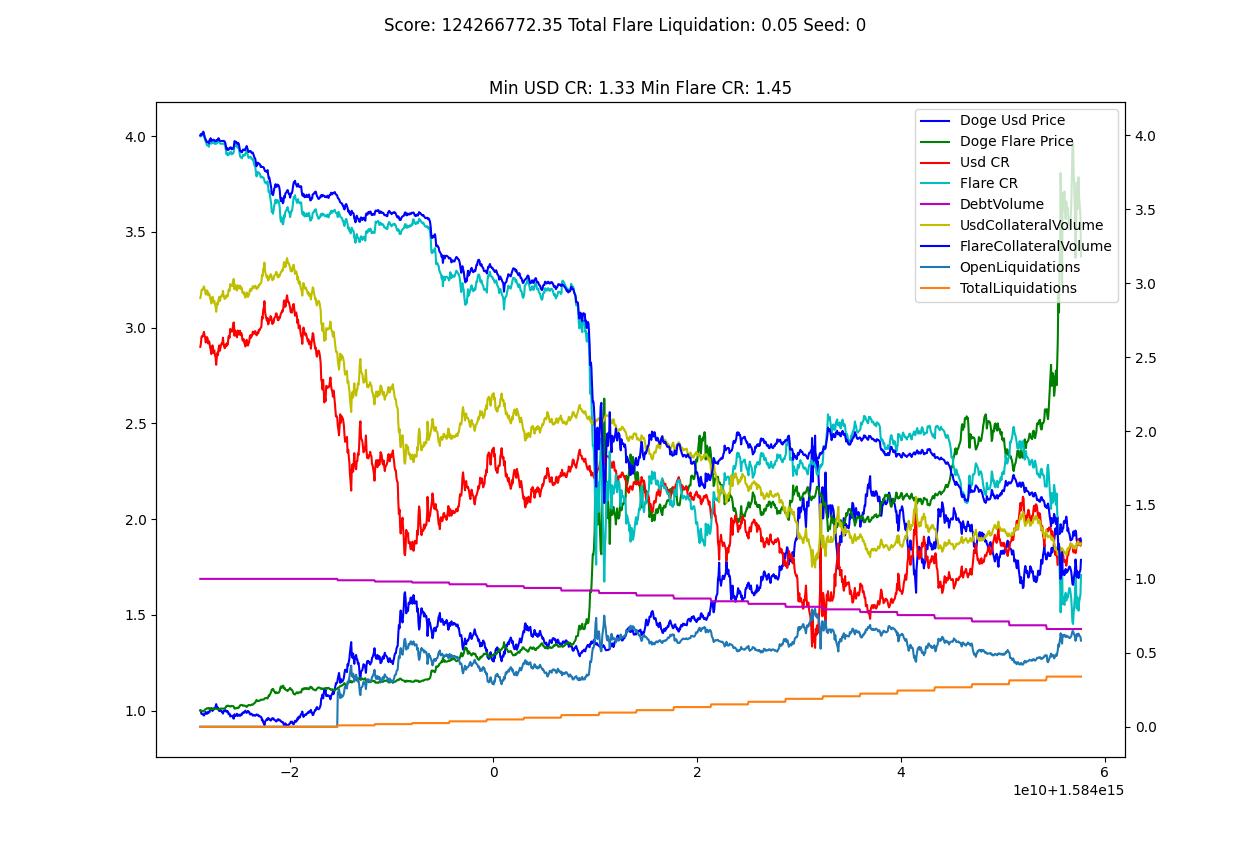 Score: 124266772.35 Total Flare Liquidation: 0.05 Seed: 0
Min USD CR: 1.33 Min Flare CR: 1.45
4.0
3.5
3.0
2.5
2.0
1.5
1.0
4.0
3.5
3.0
2.5
2.0
1.5
1.0
0.5
0.0
Doge Usd Price
Doge Flare Price
Usd CR
Flare CR
DebtVolume
UsdCollateralVolume
FlareCollateralVolume
OpenLiquidations
TotalLiquidations
−2 0 2 4 6
1e10+1.584e15